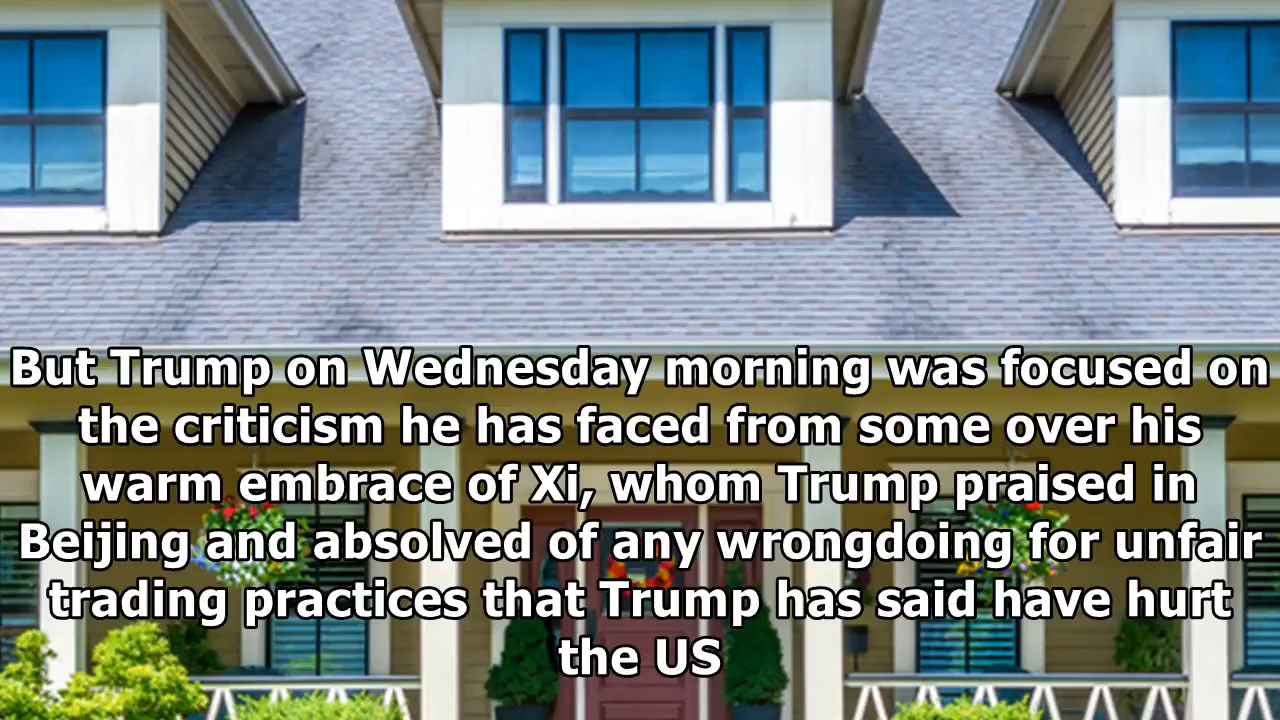 But Trump on Wednesday morning was focused on
the criticism he has faced from some over his
warm embrace of Xi, whom Trump praised in
Beijing and absolved of any wrongdoing for unfair
trading practices that Trump has said have hurt
the US